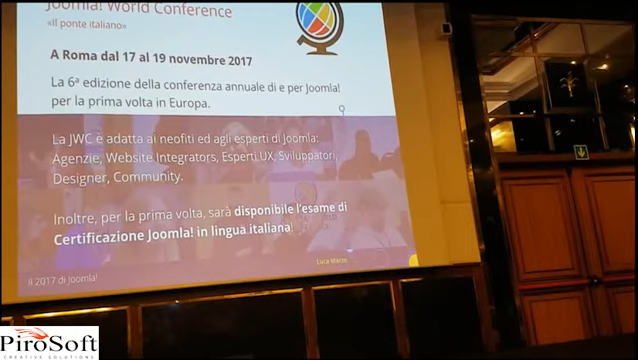 Joomla! World Conference
«Il ponte italiano»
A Roma dal 17 al 19 novembre 2017
La 6ª edizione della conferenza annuale di e per Joomla!
per la prima volta in Europa.
La JWC è adatta ai neofiti ed agli esperti di Joomla:
Agenzie, Website Integrators, Esperti UX, Sviluppatori,
Designer, Community.
Inoltre, per la prima volta, sarà disponibile l'esame di
Certificazione Joomla! in lingua italiana!
Luca Marzo
Il 2017 di Joomla!
PiroSoft
CREATIVE SOLUTIONS